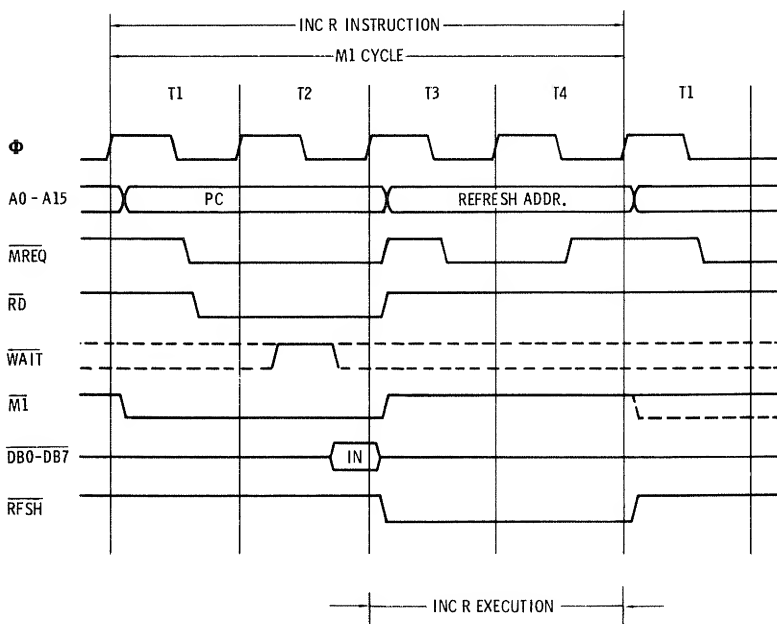 INC R INSTRUCTION
M1 CYCLE
T1 T2 T3 T4 T1
Φ
A0 - A15 PC REFRESH ADDR.
MREQ
RD
WAIT
M1
DB0-DB7 IN
RFSH
INC R EXECUTION